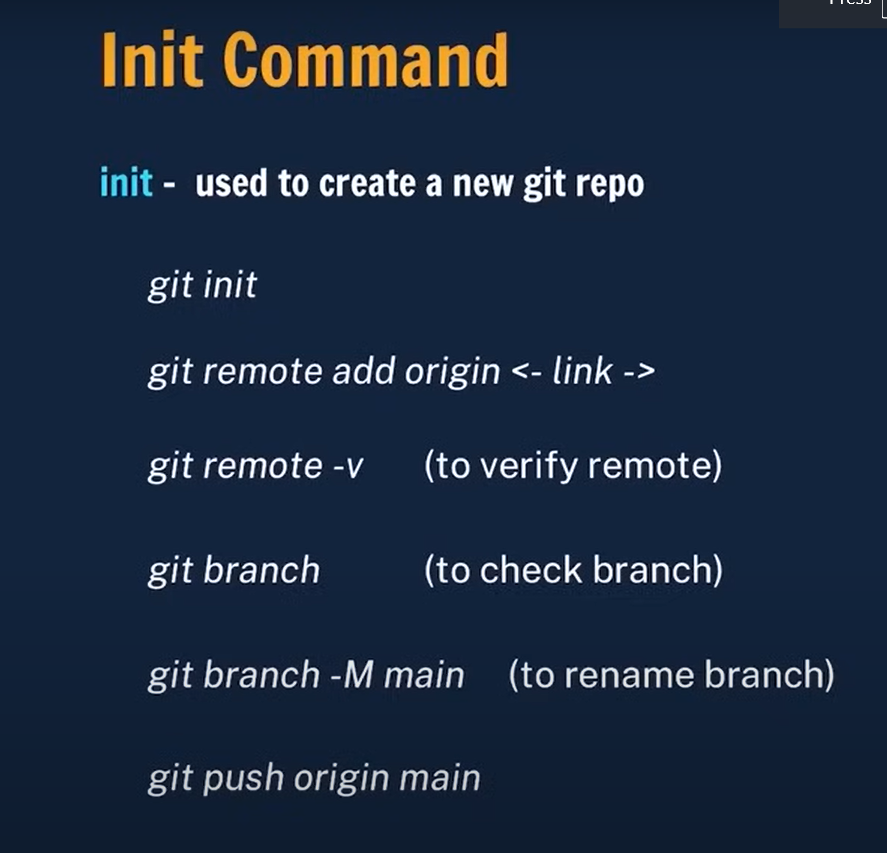 Press
Init Command
init - used to create a new git repo
git init
git remote add origin <- link ->
git remote -v (to verify remote)
git branch (to check branch)
git branch -M main (to rename branch)
git push origin main